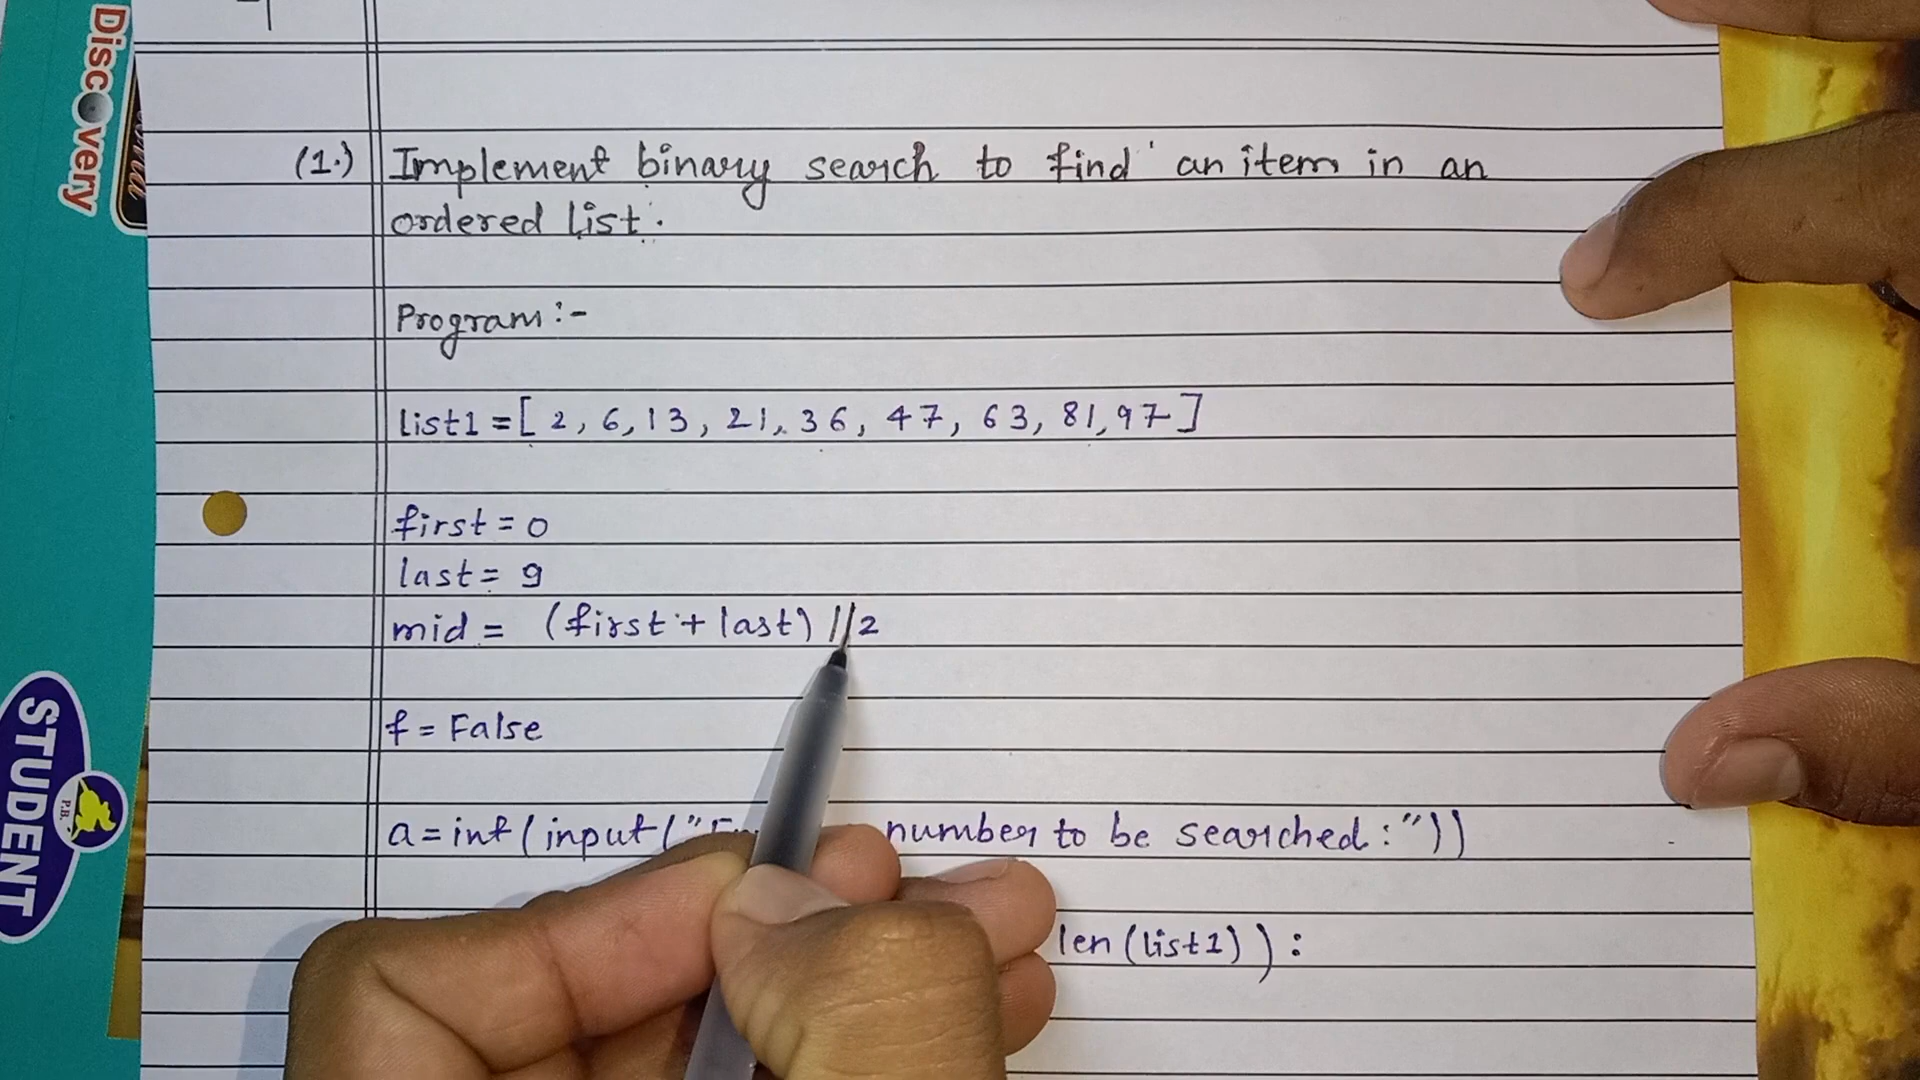 Discovery
(1.) Implement binary search to find an item in an
ordered list.
Program :-
list1 = [ 2, 6, 13, 21, 36, 47, 63, 81, 97 ]
first = 0
last = 9
mid = (first + last) //2
f = False
a = int ( input ( " number to be searched : " ))
len (list1) ) :
STUDENT
P.B.